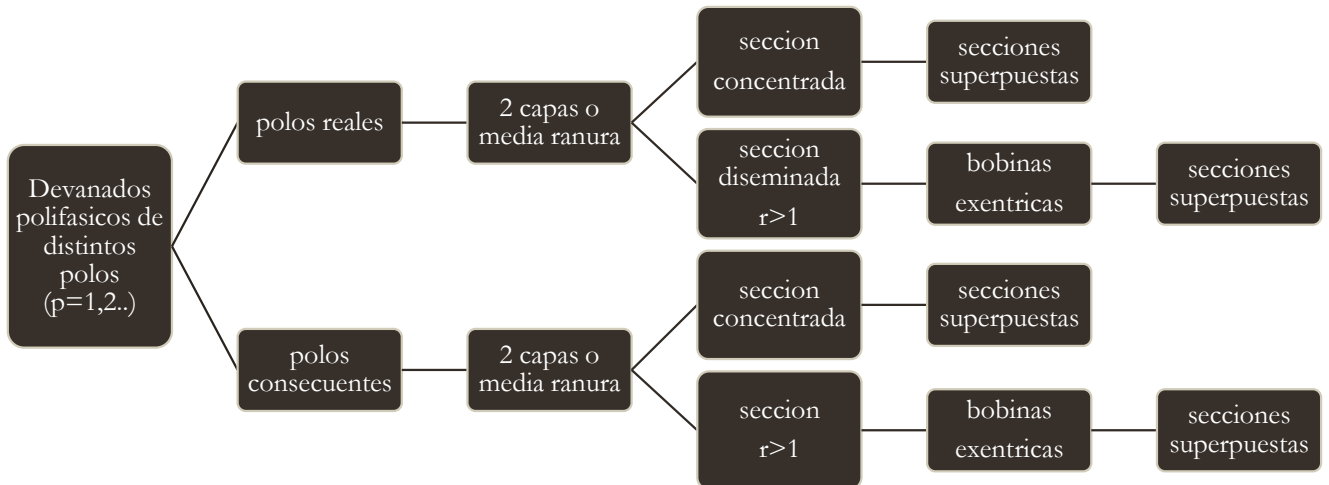 Devanados
polifasicos de
distintos
polos
(p=1,2..)
polos reales
2 capas o
media ranura
seccion
concentrada
secciones
superpuestas
seccion
diseminada
r>1
bobinas
exentricas
secciones
superpuestas
polos
consecuentes
2 capas o
media ranura
seccion
concentrada
secciones
superpuestas
seccion
r>1
bobinas
exentricas
secciones
superpuestas